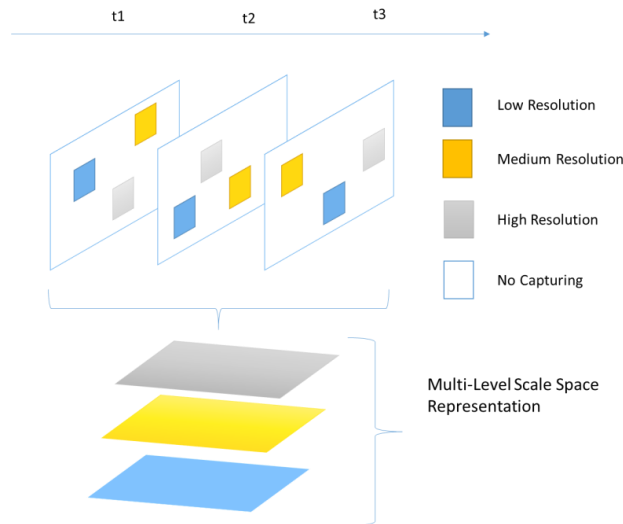 t1
t2
t3
Low Resolution
Medium Resolution
High Resolution
No Capturing
Multi-Level Scale Space
Representation